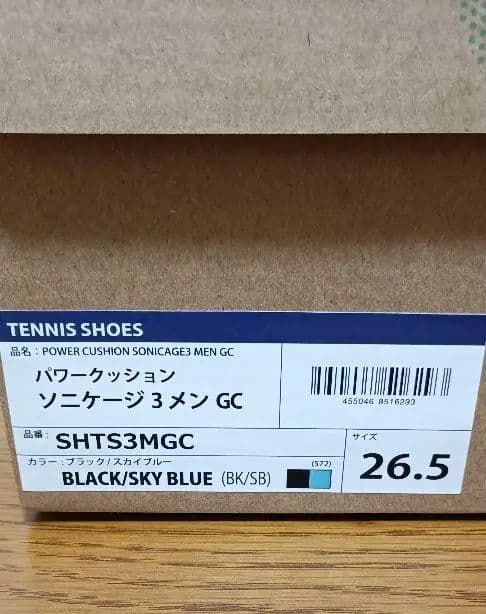 TENNIS SHOES
品名：POWER CUSHION SONICAGE3 MEN GC
パワークッション
ソニケージ 3 メン GC
455046 8516293
品番：SHTS3MGC
カラー：ブラック/スカイブルー
BLACK/SKY BLUE (BK/SB)
(572)
サイズ
26.5